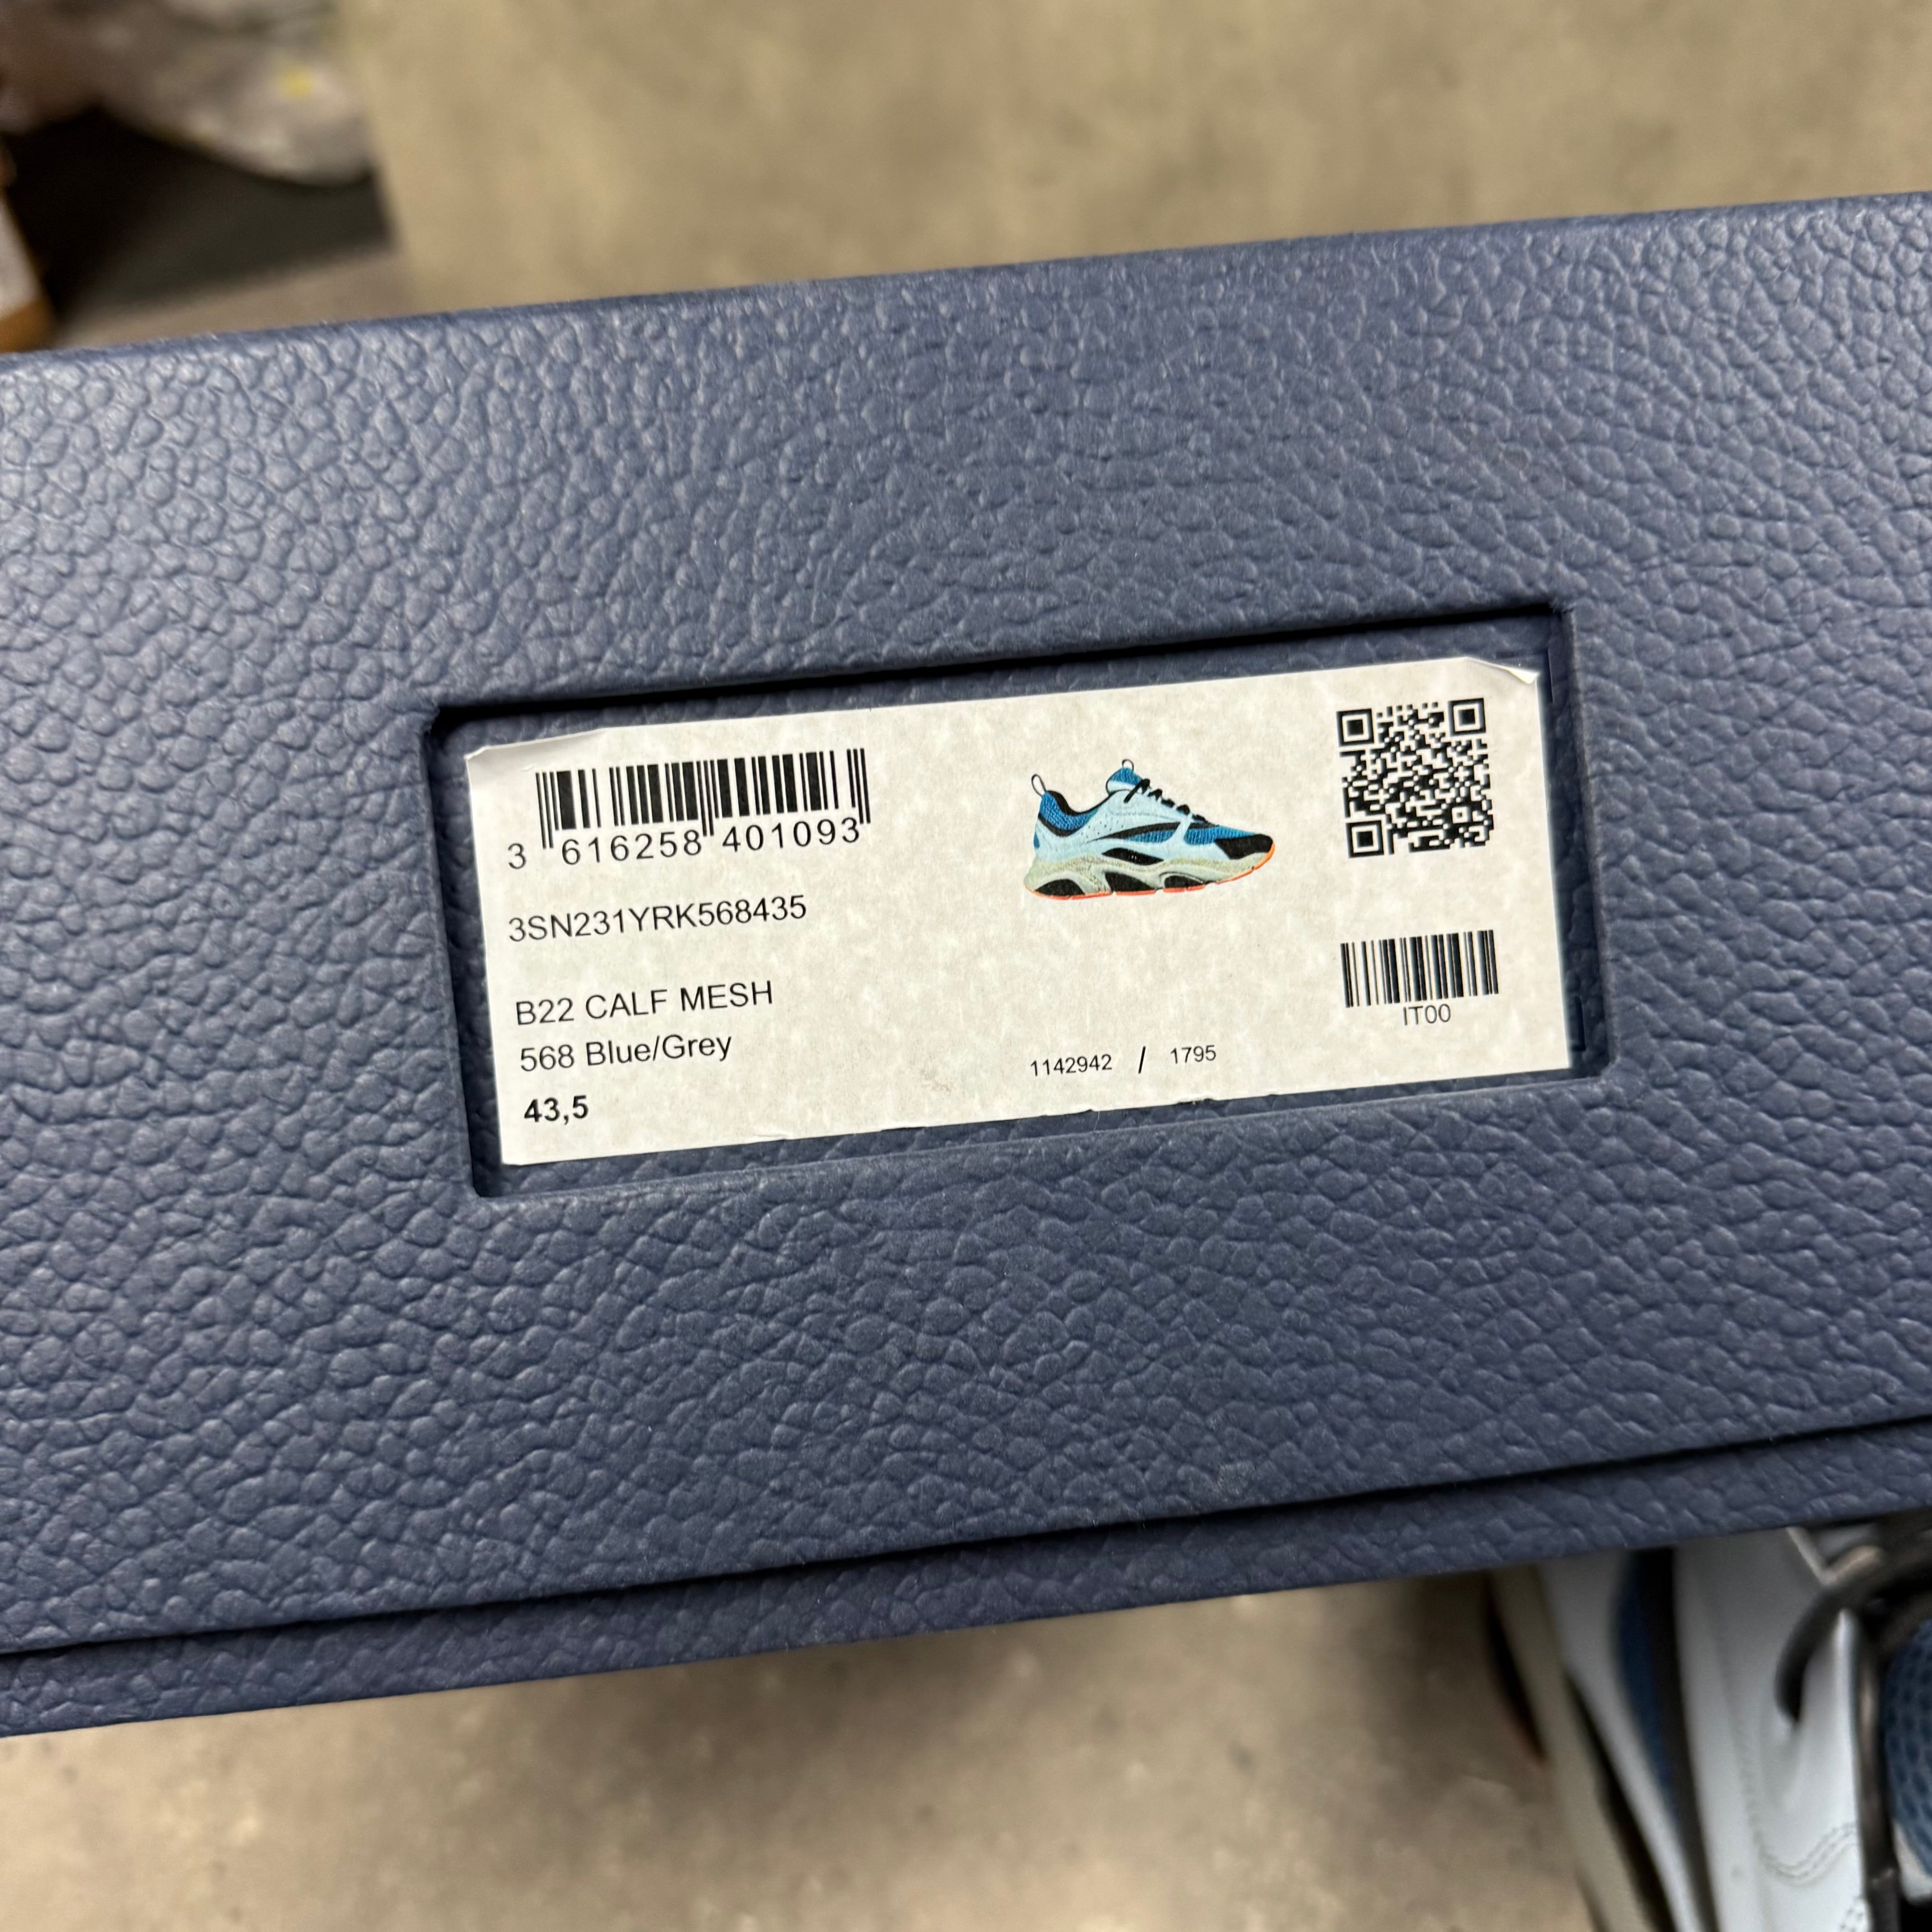 3 616258 401093
3SN231YRK568435
B22 CALF MESH
568 Blue/Grey
43,5
1142942 / 1795
IT00